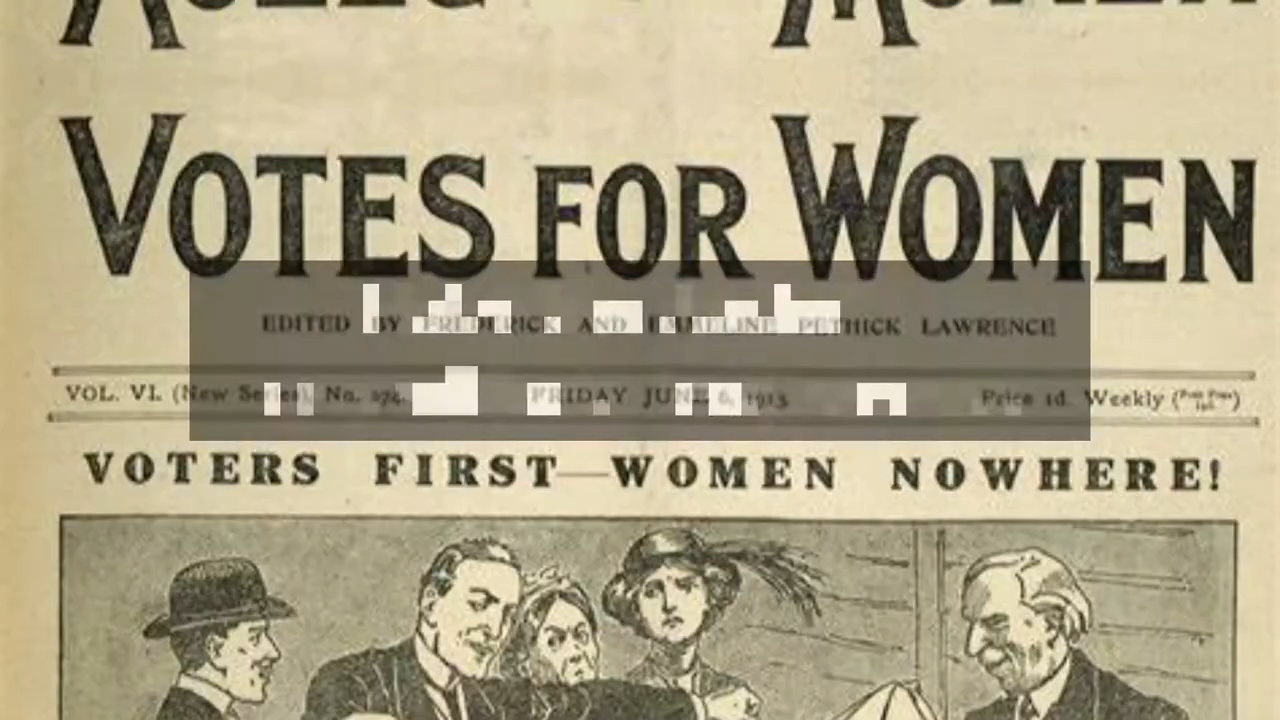 VOTES FOR WOMEN
EDITED BY FREDERICK AND EMMELINE PETHICK LAWRENCE
VOL. VI. (New Series), No. 274. FRIDAY JUNE 6, 1913 Price 1d. Weekly
VOTERS FIRST—WOMEN NOWHERE!